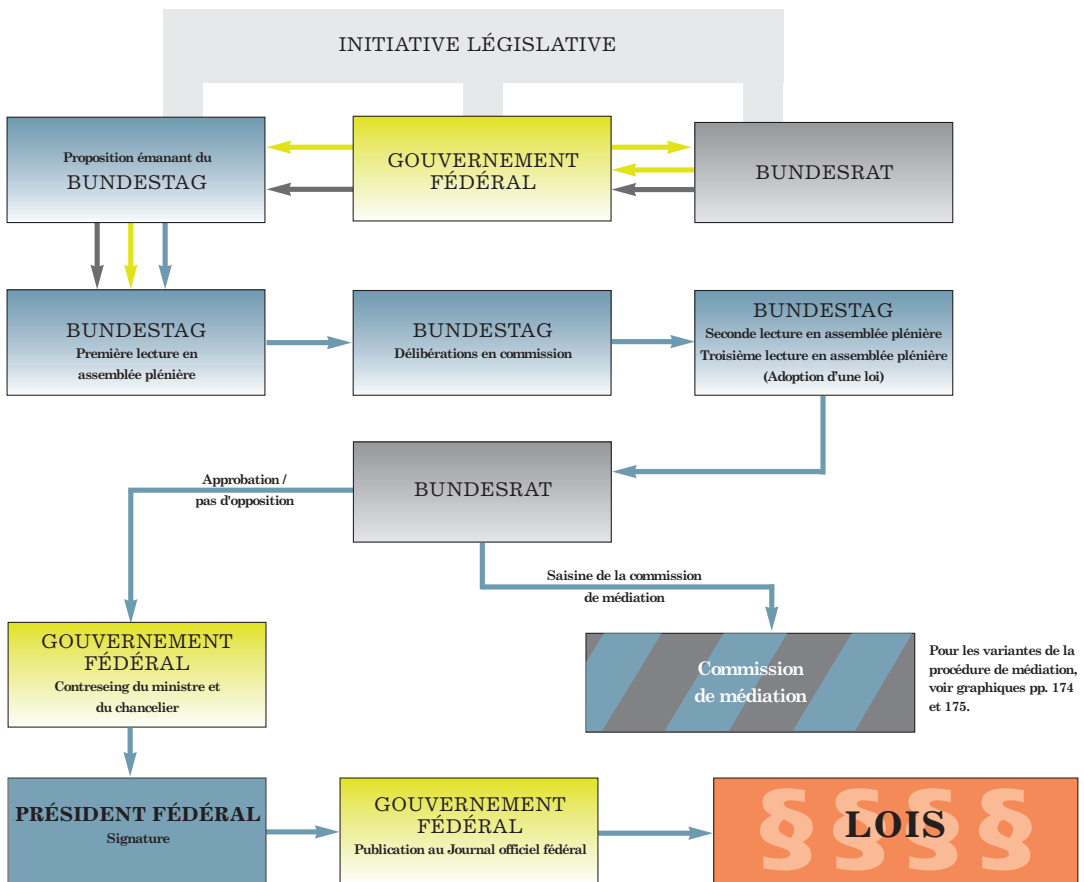 INITIATIVE LÉGISLATIVE
Proposition émanant du
BUNDESTAG
GOUVERNEMENT
FÉDÉRAL
BUNDESRAT
BUNDESTAG
Première lecture en
assemblée plénière
BUNDESTAG
Délibérations en commission
BUNDESTAG
Seconde lecture en assemblée plénière
Troisième lecture en assemblée plénière
(Adoption d'une loi)
Approbation /
pas d'opposition
BUNDESRAT
Saisine de la commission
de médiation
GOUVERNEMENT
FÉDÉRAL
Contreseing du ministre et
du chancelier
Commission
de médiation
Pour les variantes de la
procédure de médiation,
voir graphiques pp. 174
et 175.
PRÉSIDENT FÉDÉRAL
Signature
GOUVERNEMENT
FÉDÉRAL
Publication au Journal officiel fédéral
§§§§
LOIS